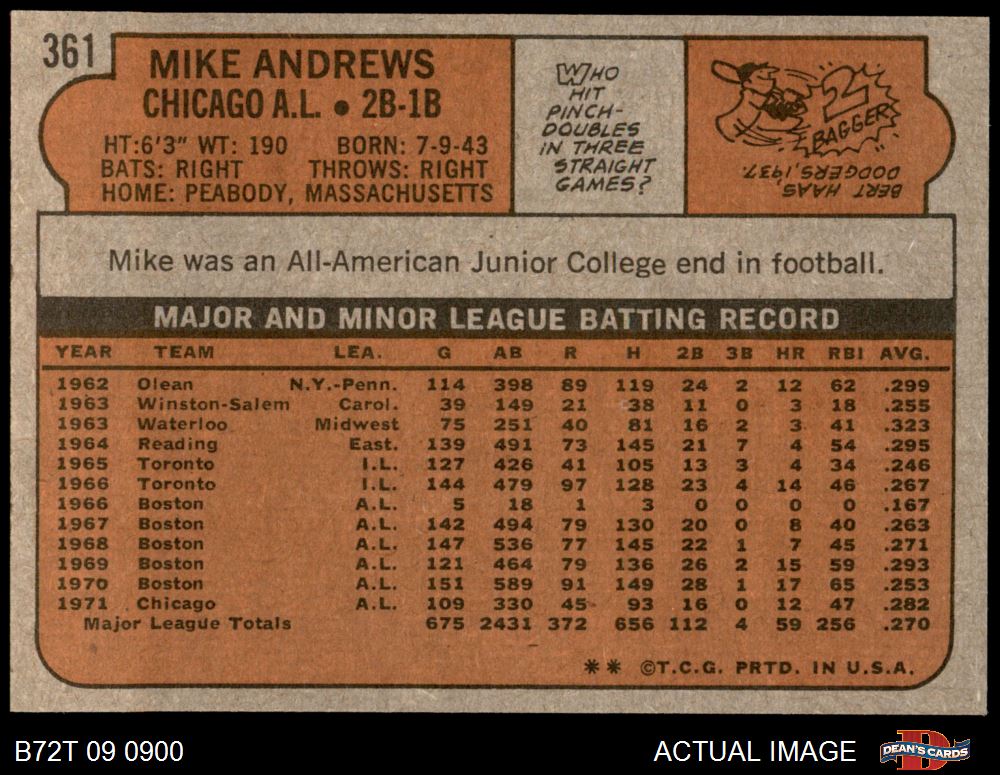 361
MIKE ANDREWS
CHICAGO A.L. • 2B-1B
HT:6'3" WT: 190 BORN: 7-9-43
BATS: RIGHT THROWS: RIGHT
HOME: PEABODY, MASSACHUSETTS
WHO
HIT
PINCH-
DOUBLES
IN THREE
STRAIGHT
GAMES?
2
BAGGER
BERT HAAS,
DODGERS, 1937.
Mike was an All-American Junior College end in football.
MAJOR AND MINOR LEAGUE BATTING RECORD
YEAR TEAM LEA. G AB R H 2B 3B HR RBI AVG.
1962 Olean N.Y.-Penn. 114 398 89 119 24 2 12 62 .299
1963 Winston-Salem Carol. 39 149 21 38 11 0 3 18 .255
1963 Waterloo Midwest 75 251 40 81 16 2 3 41 .323
1964 Reading East. 139 491 73 145 21 7 4 54 .295
1965 Toronto I.L. 127 426 41 105 13 3 4 34 .246
1966 Toronto I.L. 144 479 97 128 23 4 14 46 .267
1966 Boston A.L. 5 18 1 3 0 0 0 0 .167
1967 Boston A.L. 142 494 79 130 20 0 8 40 .263
1968 Boston A.L. 147 536 77 145 22 1 7 45 .271
1969 Boston A.L. 121 464 79 136 26 2 15 59 .293
1970 Boston A.L. 151 589 91 149 28 1 17 65 .253
1971 Chicago A.L. 109 330 45 93 16 0 12 47 .282
Major League Totals 675 2431 372 656 112 4 59 256 .270
** ©T.C.G. PRTD. IN U.S.A.
B72T 09 0900
ACTUAL IMAGE
D
DEAN'S CARDS